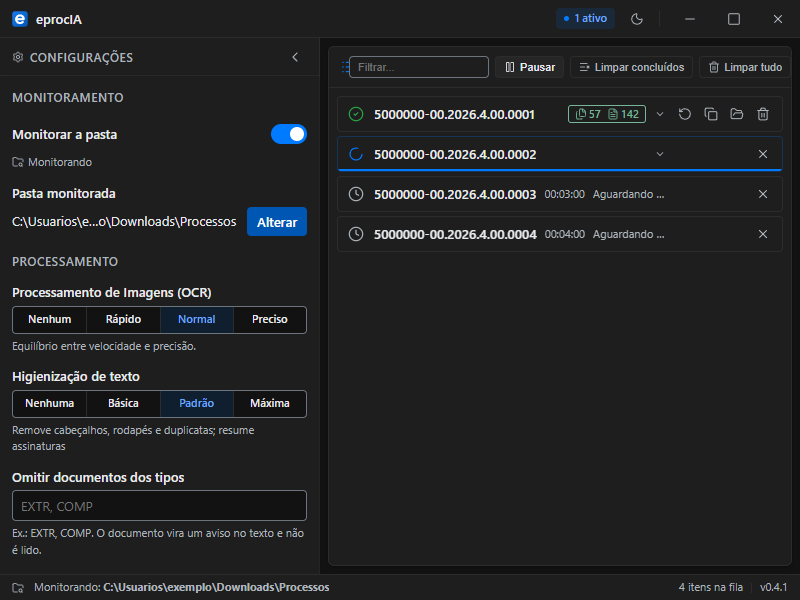 eprocIA
1 ativo
CONFIGURAÇÕES
MONITORAMENTO
Monitorar a pasta
Monitorando
Pasta monitorada
C:\Usuarios\e...o\Downloads\Processos
Alterar
PROCESSAMENTO
Processamento de Imagens (OCR)
Nenhum Rápido Normal Preciso
Equilíbrio entre velocidade e precisão.
Higienização de texto
Nenhuma Básica Padrão Máxima
Remove cabeçalhos, rodapés e duplicatas; resume
assinaturas
Omitir documentos dos tipos
EXTR, COMP
Ex.: EXTR, COMP. O documento vira um aviso no texto e não
é lido.
Filtrar... Pausar Limpar concluídos Limpar tudo
5000000-00.2026.4.00.0001 57 142
5000000-00.2026.4.00.0002
5000000-00.2026.4.00.0003 00:03:00 Aguardando ...
5000000-00.2026.4.00.0004 00:04:00 Aguardando ...
Monitorando: C:\Usuarios\exemplo\Downloads\Processos
4 itens na fila v0.4.1